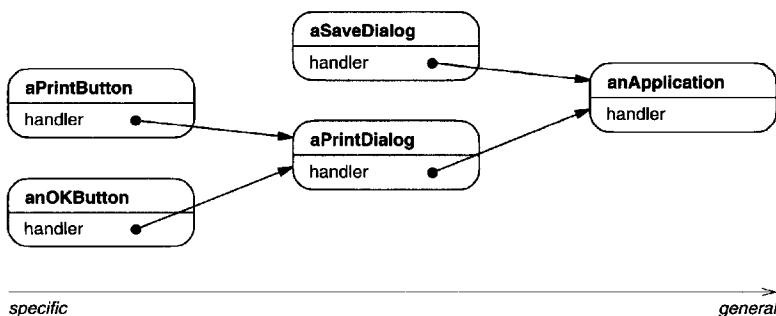 aSaveDialog
handler
aPrintButton
handler
anApplication
handler
aPrintDialog
handler
anOKButton
handler
specific
general